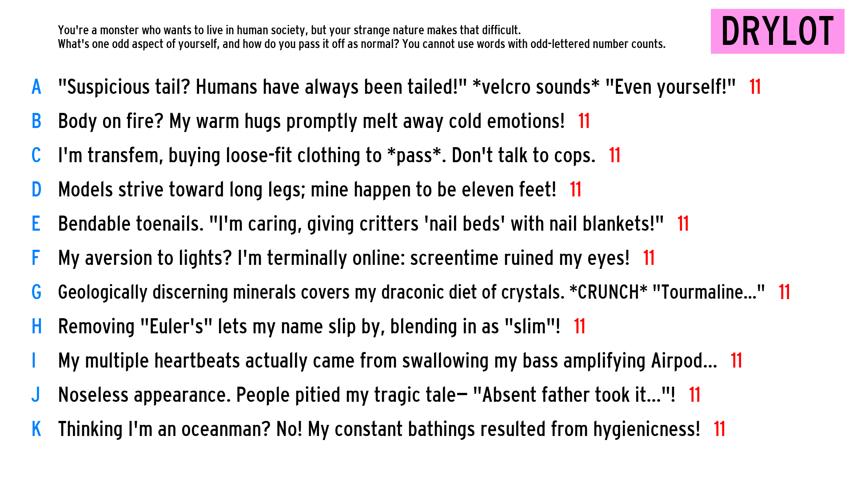 You're a monster who wants to live in human society, but your strange nature makes that difficult.
What's one odd aspect of yourself, and how do you pass it off as normal? You cannot use words with odd-lettered number counts.
DRYLOT
A "Suspicious tail? Humans have always been tailed!" *velcro sounds* "Even yourself!" 11
B Body on fire? My warm hugs promptly melt away cold emotions! 11
C I'm transfem, buying loose-fit clothing to *pass*. Don't talk to cops. 11
D Models strive toward long legs; mine happen to be eleven feet! 11
E Bendable toenails. "I'm caring, giving critters 'nail beds' with nail blankets!" 11
F My aversion to lights? I'm terminally online: screentime ruined my eyes! 11
G Geologically discerning minerals covers my draconic diet of crystals. *CRUNCH* "Tourmaline..." 11
H Removing "Euler's" lets my name slip by, blending in as "slim"! 11
I My multiple heartbeats actually came from swallowing my bass amplifying Airpod... 11
J Noseless appearance. People pitied my tragic tale— "Absent father took it..."! 11
K Thinking I'm an oceanman? No! My constant bathings resulted from hygienicness! 11